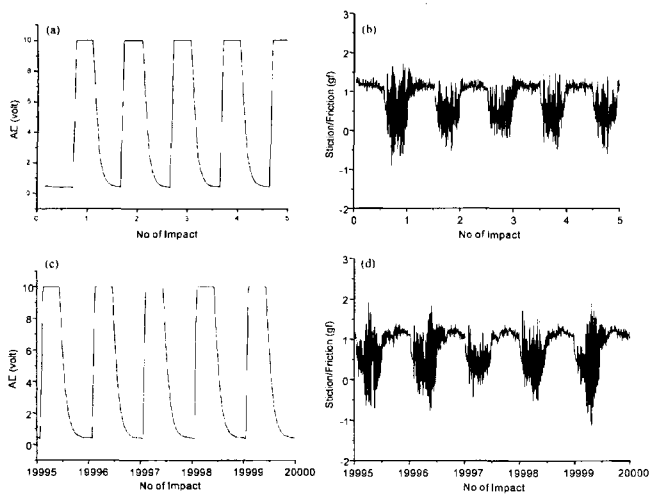 (a)
10
8
6
4
2
0
AE (volt)
0 1 2 3 4 5
No of Impact
(b)
3
2
1
0
-1
-2
Stiction/Friction (gf)
0 1 2 3 4 5
No of Impact
(c)
10
8
6
4
2
0
AE (volt)
19995 19996 19997 19998 19999 20000
No of Impact
(d)
3
2
1
0
-1
-2
Stiction/Friction (gf)
19995 19996 19997 19998 19999 20000
No of Impact